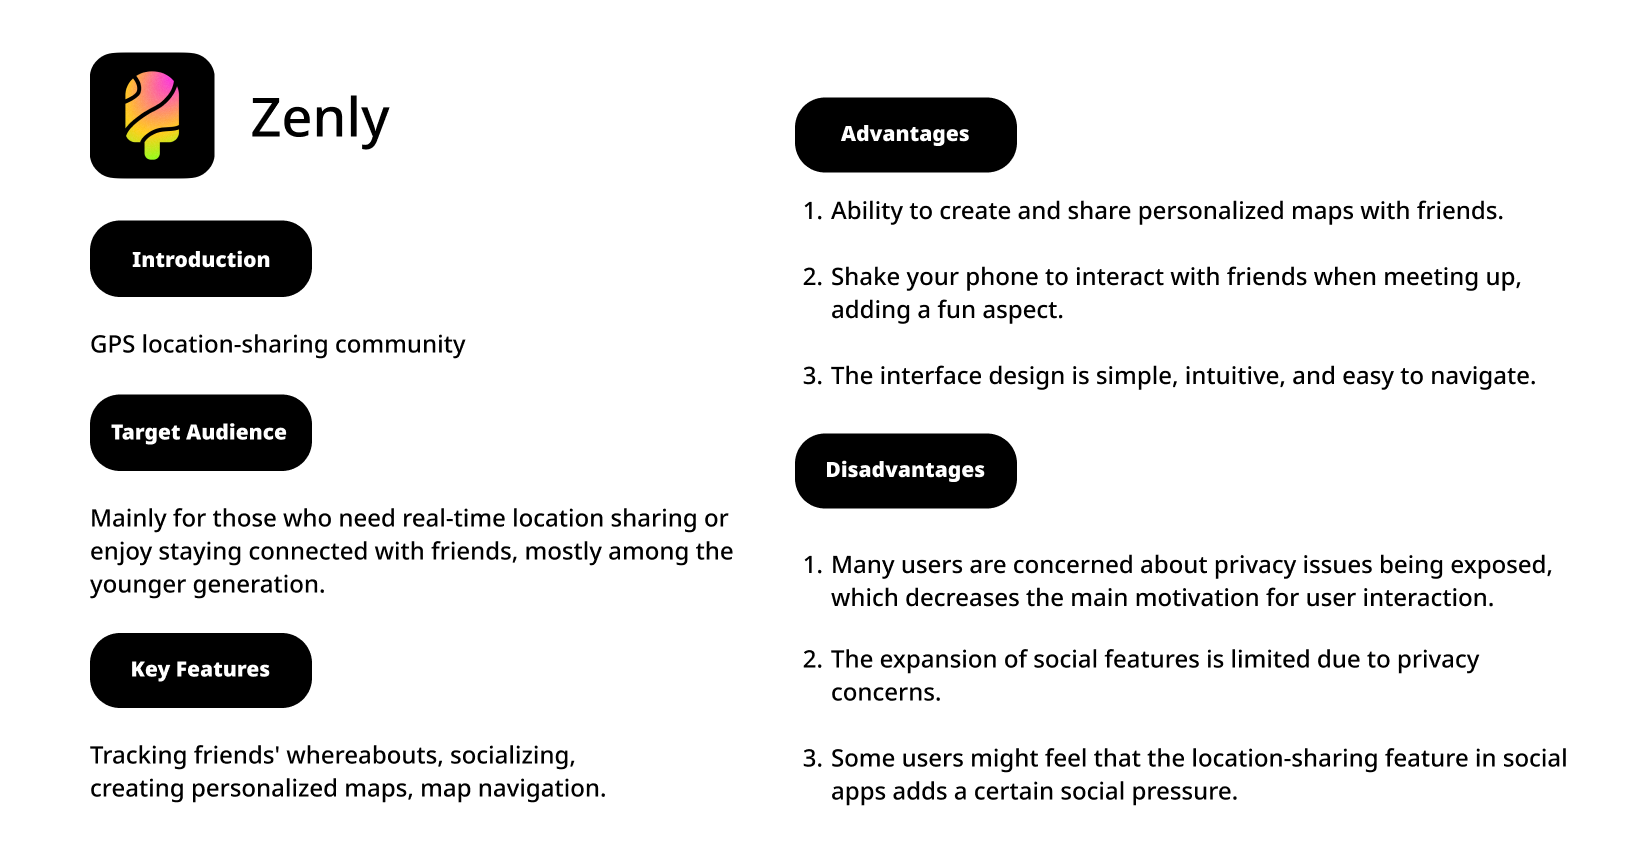 Zenly
Introduction
GPS location-sharing community
Target Audience
Mainly for those who need real-time location sharing or
enjoy staying connected with friends, mostly among the
younger generation.
Key Features
Tracking friends' whereabouts, socializing,
creating personalized maps, map navigation.
Advantages
1. Ability to create and share personalized maps with friends.
2. Shake your phone to interact with friends when meeting up,
adding a fun aspect.
3. The interface design is simple, intuitive, and easy to navigate.
Disadvantages
1. Many users are concerned about privacy issues being exposed,
which decreases the main motivation for user interaction.
2. The expansion of social features is limited due to privacy
concerns.
3. Some users might feel that the location-sharing feature in social
apps adds a certain social pressure.